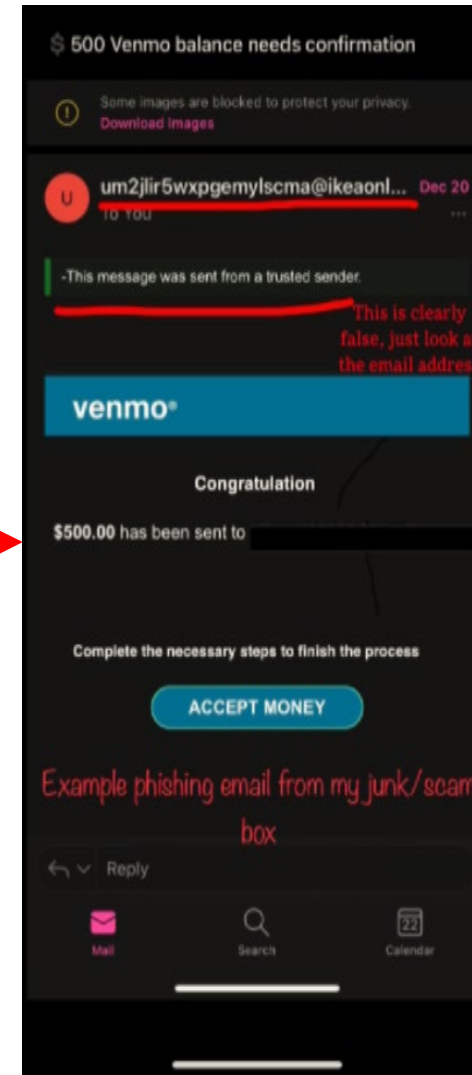 $ 500 Venmo balance needs confirmation
Some images are blocked to protect your privacy.
Download Images
U
um2jlir5wxpgemylscma@ikeaonl... Dec 20
To You
-This message was sent from a trusted sender.
This is clearly
false, just look a
the email addres
venmo®
Congratulation
$500.00 has been sent to
Complete the necessary steps to finish the process
ACCEPT MONEY
Example phishing email from my junk/scam
box
Reply
22
Mail Search Calendar